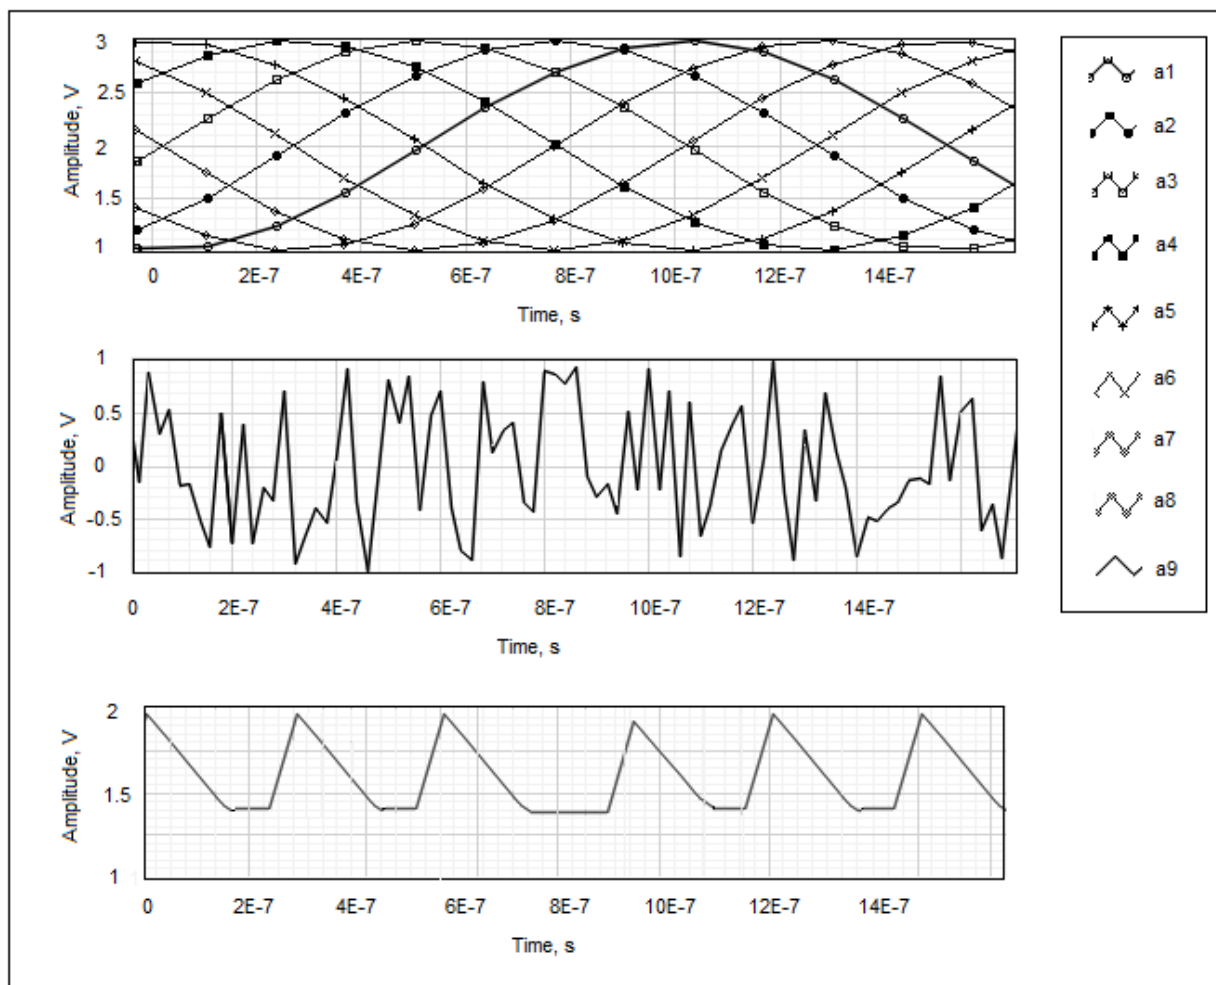 3
2.5
2
1.5
1
Amplitude, V
0 2E-7 4E-7 6E-7 8E-7 10E-7 12E-7 14E-7
Time, s
1
0.5
0
-0.5
-1
Amplitude, V
0 2E-7 4E-7 6E-7 8E-7 10E-7 12E-7 14E-7
Time, s
2
1.5
1
Amplitude, V
0 2E-7 4E-7 6E-7 8E-7 10E-7 12E-7 14E-7
Time, s
a1
a2
a3
a4
a5
a6
a7
a8
a9